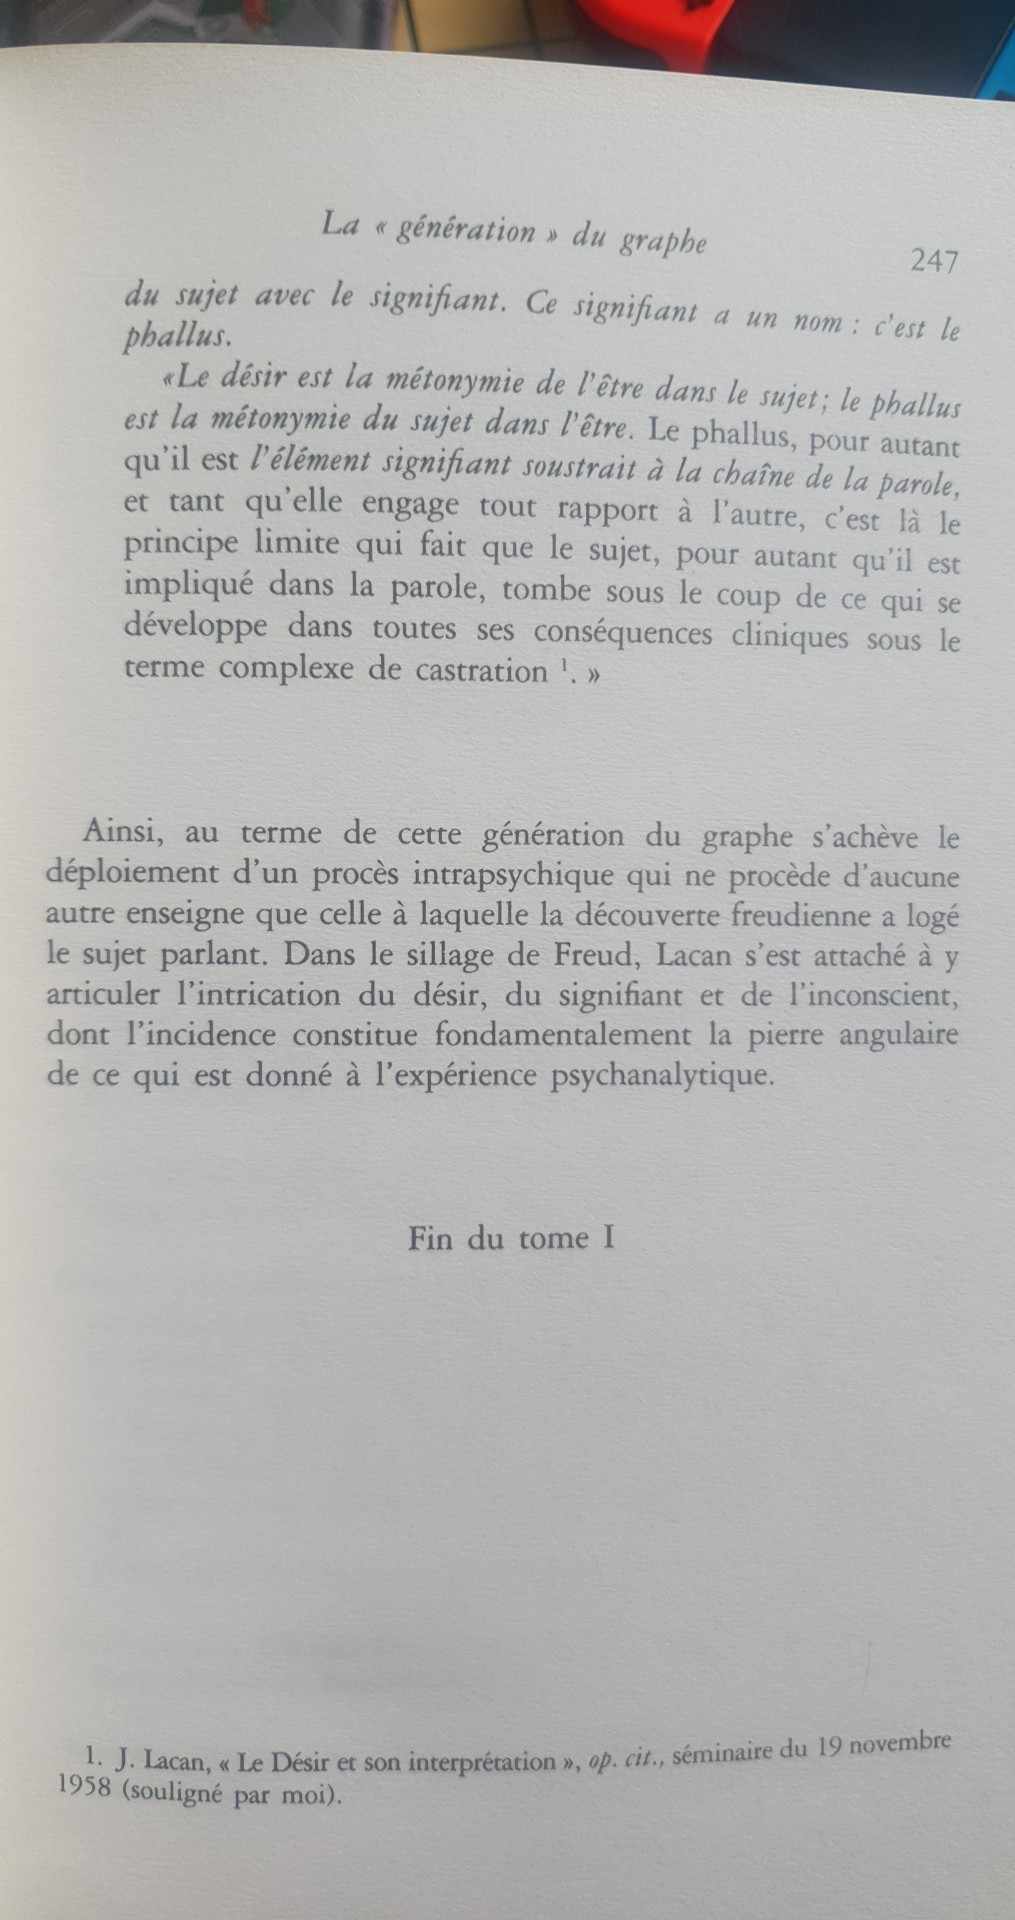 La « génération » du graphe
247
du sujet avec le signifiant. Ce signifiant a un nom : c'est le
phallus.
«Le désir est la métonymie de l'être dans le sujet; le phallus
est la métonymie du sujet dans l'être. Le phallus, pour autant
qu'il est l'élément signifiant soustrait à la chaîne de la parole,
et tant qu'elle engage tout rapport à l'autre, c'est là le
principe limite qui fait que le sujet, pour autant qu'il est
impliqué dans la parole, tombe sous le coup de ce qui se
développe dans toutes ses conséquences cliniques sous le
terme complexe de castration ¹. »
Ainsi, au terme de cette génération du graphe s'achève le
déploiement d'un procès intrapsychique qui ne procède d'aucune
autre enseigne que celle à laquelle la découverte freudienne a logé
le sujet parlant. Dans le sillage de Freud, Lacan s'est attaché à y
articuler l'intrication du désir, du signifiant et de l'inconscient,
dont l'incidence constitue fondamentalement la pierre angulaire
de ce qui est donné à l'expérience psychanalytique.
Fin du tome I
1. J. Lacan, « Le Désir et son interprétation », op. cit., séminaire du 19 novembre
1958 (souligné par moi).